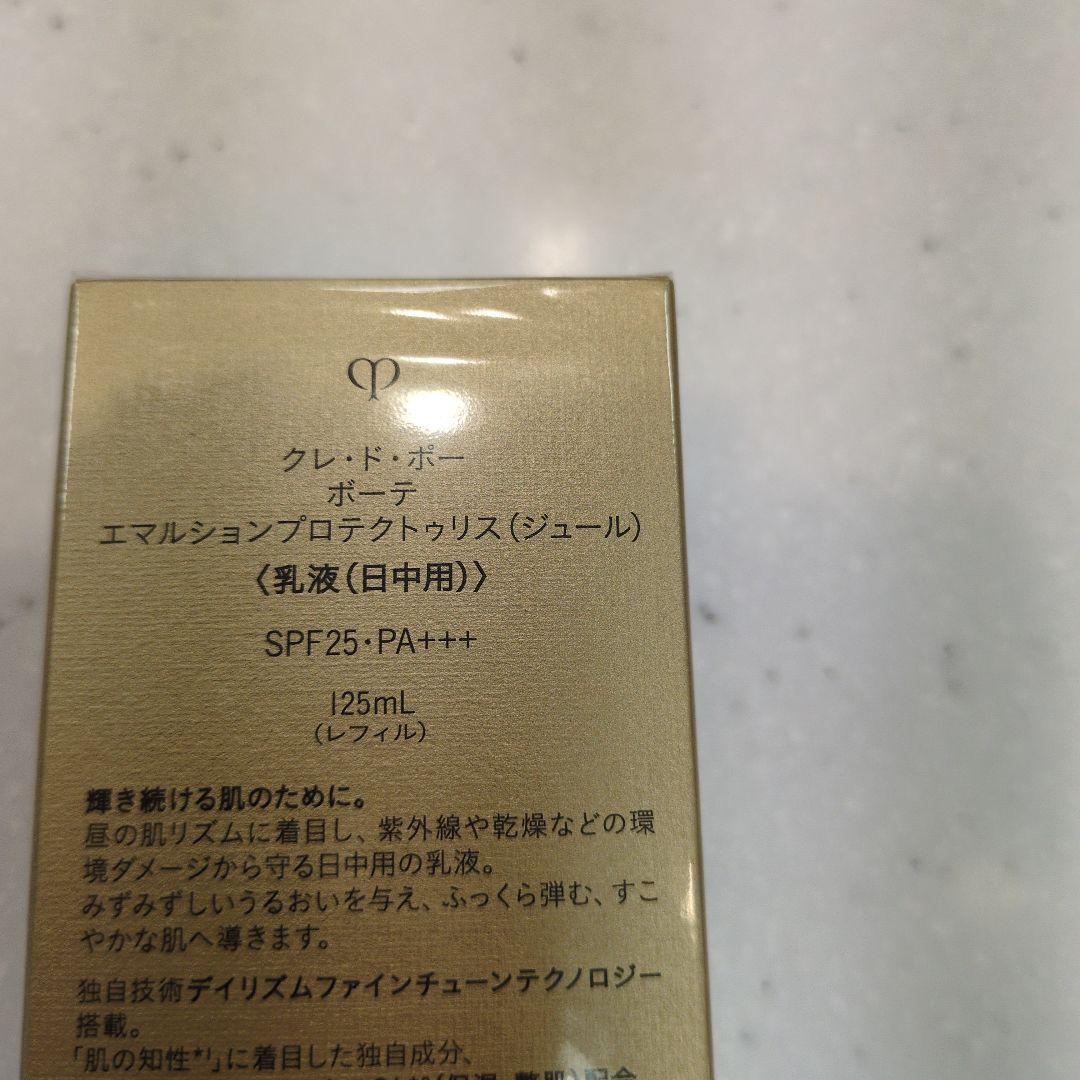 クレ・ド・ポー
ボーテ
エマルションプロテクトゥリス(ジュール)
〈乳液(日中用)〉
SPF25・PA+++
125mL
(レフィル)
輝き続ける肌のために。
昼の肌リズムに着目し、紫外線や乾燥などの環
境ダメージから守る日中用の乳液。
みずみずしいうるおいを与え、ふっくら弾む、すこ
やかな肌へ導きます。
独自技術デイリズムファインチューンテクノロジー
搭載。
「肌の知性*¹」に着目した独自成分、